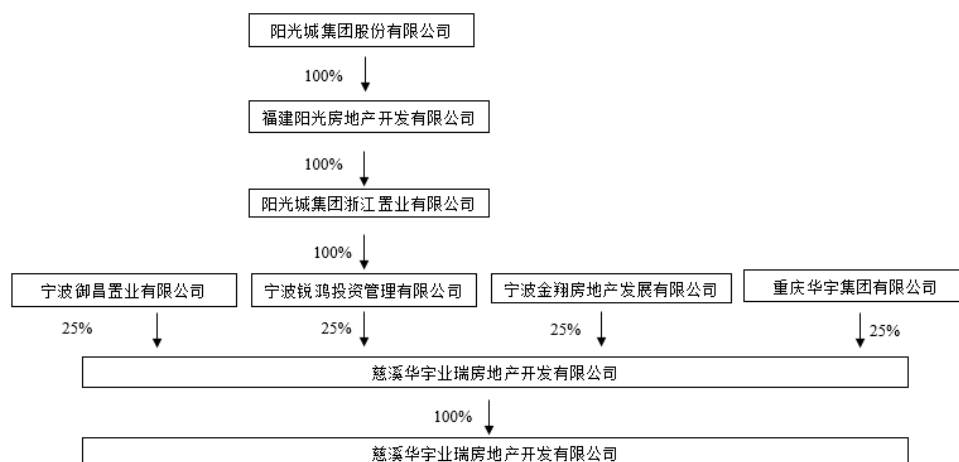 阳光城集团股份有限公司
100%
福建阳光房地产开发有限公司
100%
阳光城集团浙江置业有限公司
100%
宁波御昌置业有限公司
宁波锐鸿投资管理有限公司
宁波金翔房地产发展有限公司
重庆华宇集团有限公司
25%
25%
25%
25%
慈溪华宇业瑞房地产开发有限公司
100%
慈溪华宇业瑞房地产开发有限公司